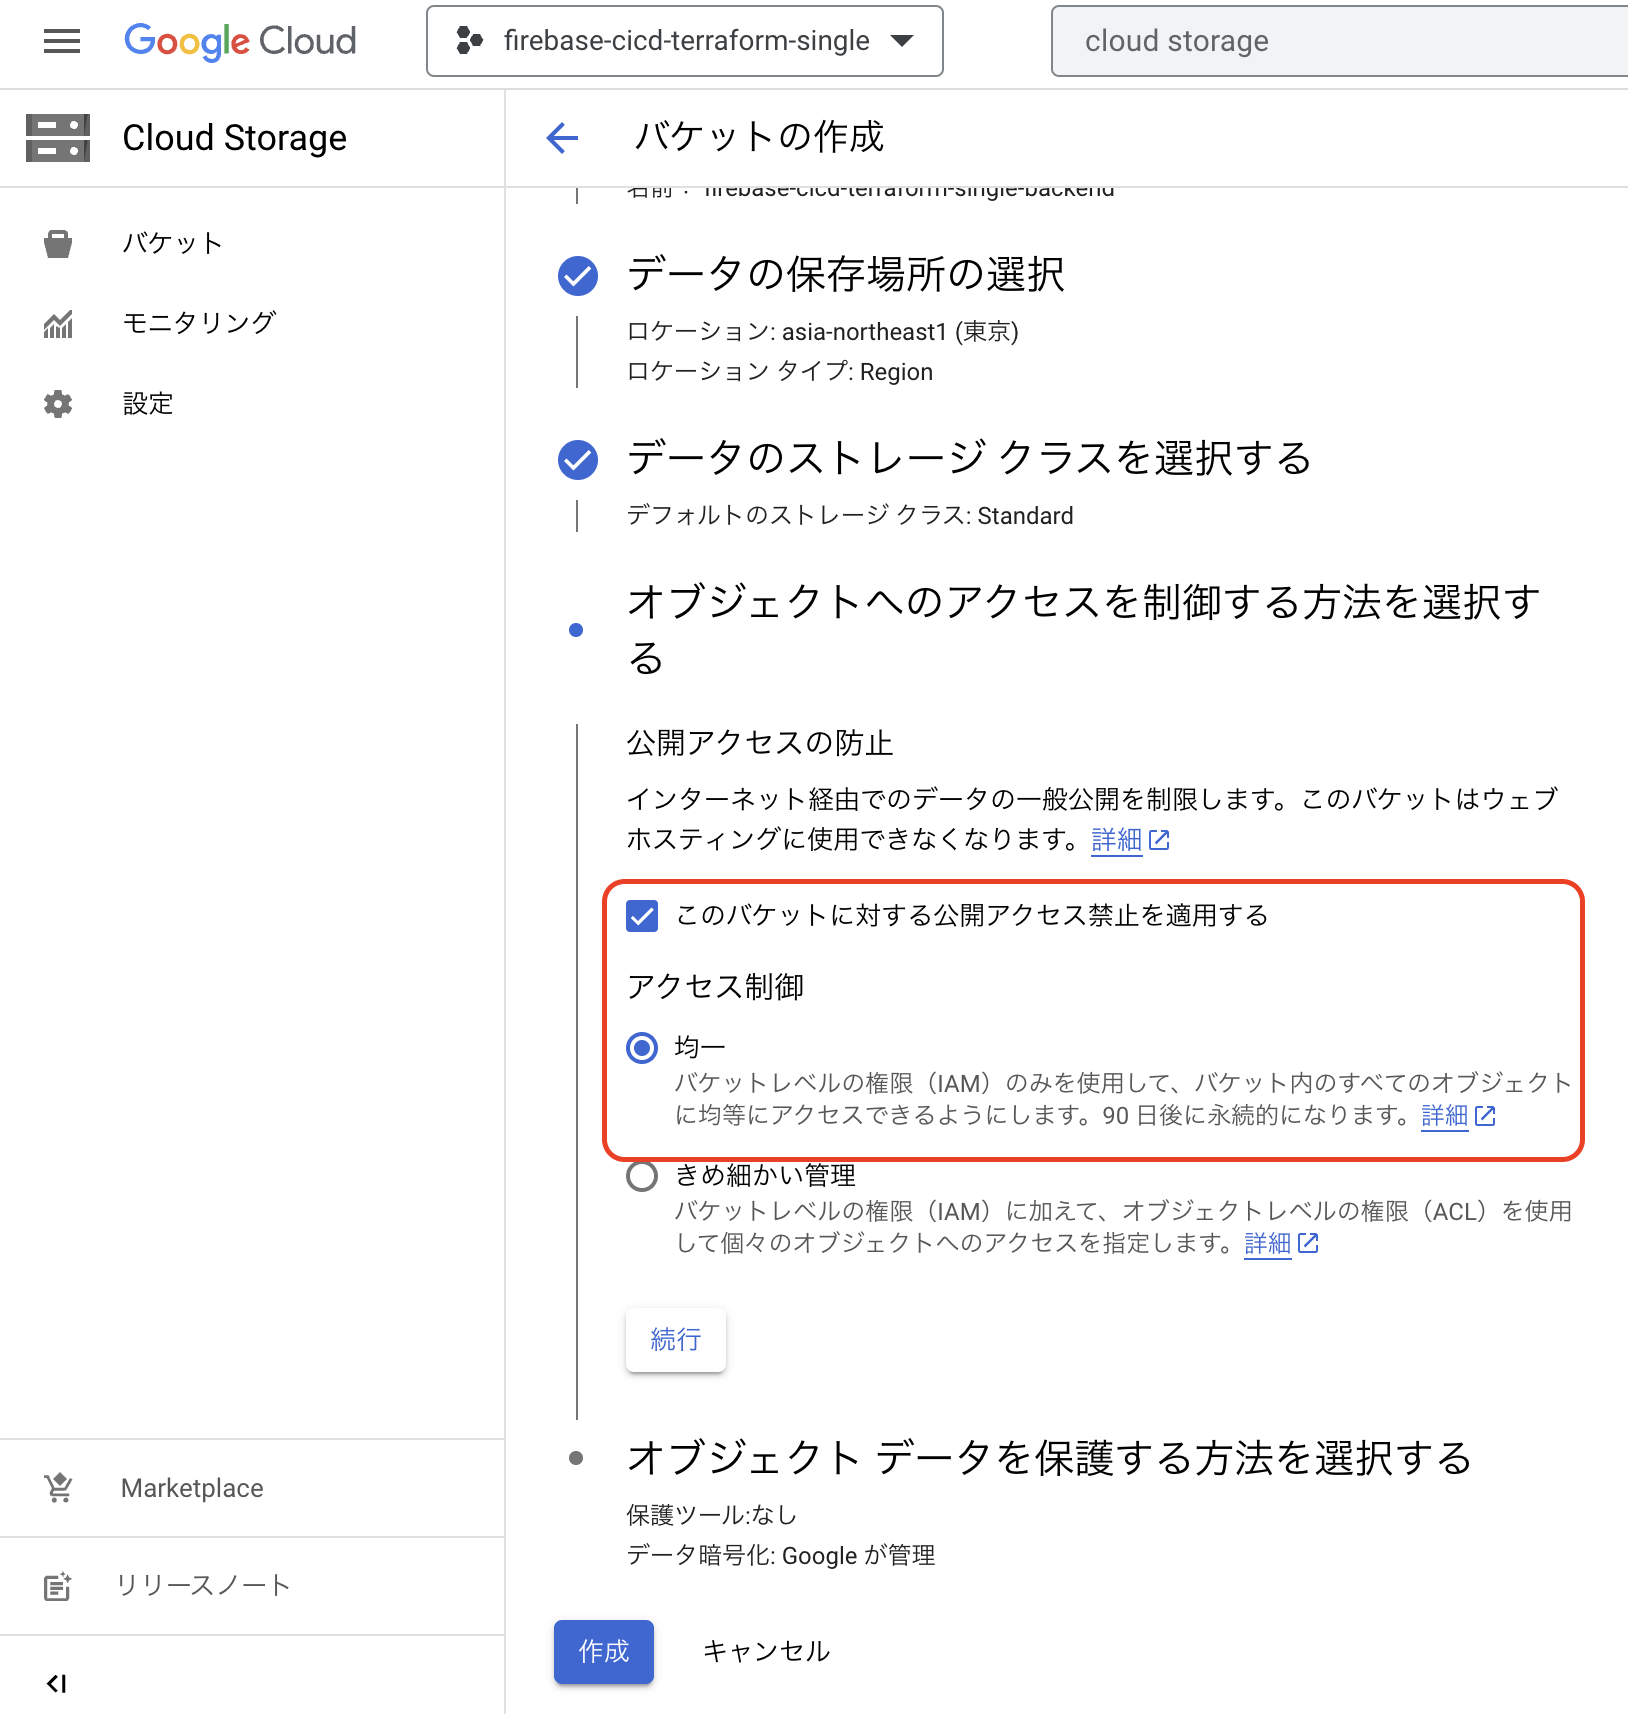 Google Cloud
firebase-cicd-terraform-single
cloud storage
Cloud Storage
バケットの作成
バケット
モニタリング
設定
Marketplace
リリースノート
名前： firebase-cicd-terraform-single-backend
データの保存場所の選択
ロケーション: asia-northeast1 (東京)
ロケーション タイプ: Region
データのストレージ クラスを選択する
デフォルトのストレージ クラス: Standard
オブジェクトへのアクセスを制御する方法を選択す
る
公開アクセスの防止
インターネット経由でのデータの一般公開を制限します。このバケットはウェブ
ホスティングに使用できなくなります。詳細
このバケットに対する公開アクセス禁止を適用する
アクセス制御
均一
バケットレベルの権限（IAM）のみを使用して、バケット内のすべてのオブジェクト
に均等にアクセスできるようにします。90 日後に永続的になります。詳細
きめ細かい管理
バケットレベルの権限（IAM）に加えて、オブジェクトレベルの権限（ACL）を使用
して個々のオブジェクトへのアクセスを指定します。詳細
続行
オブジェクト データを保護する方法を選択する
保護ツール:なし
データ暗号化: Google が管理
作成
キャンセル